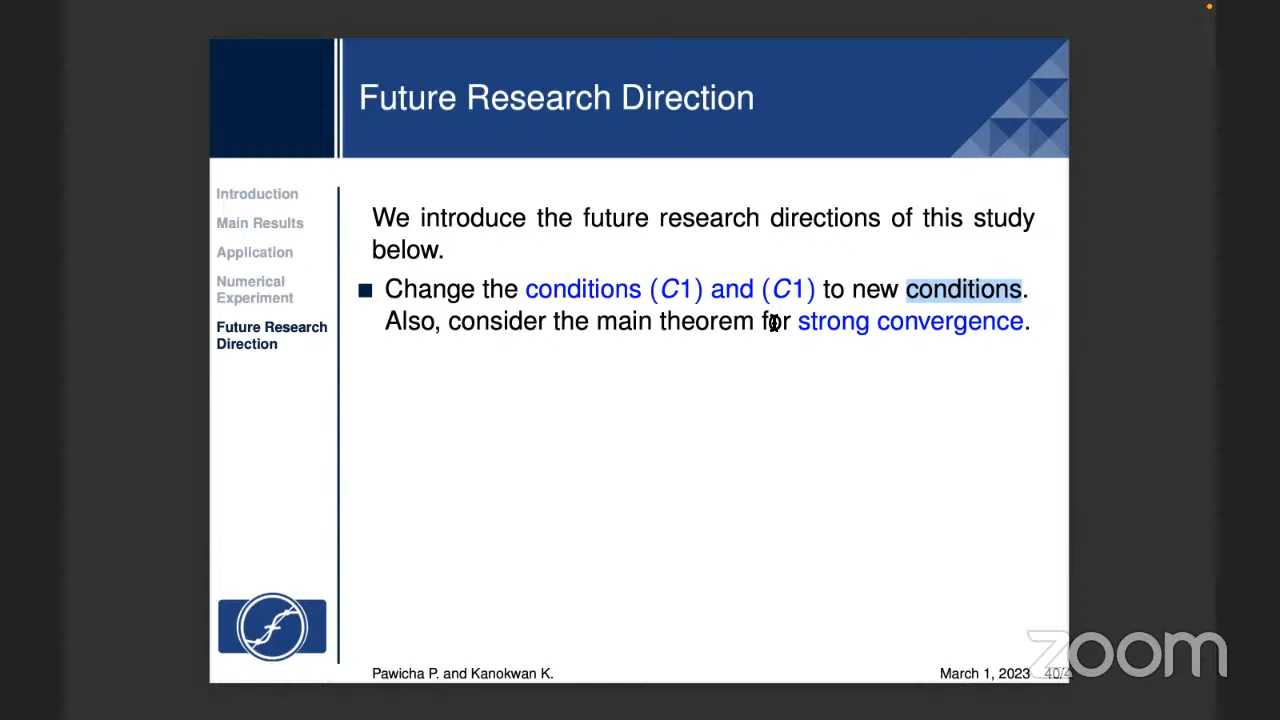 Future Research Direction
Introduction
Main Results
Application
Numerical
Experiment
Future Research
Direction
We introduce the future research directions of this study
below.
Change the conditions (C1) and (C1) to new conditions.
Also, consider the main theorem for strong convergence.
Pawicha P. and Kanokwan K.
March 1, 2023
zoom